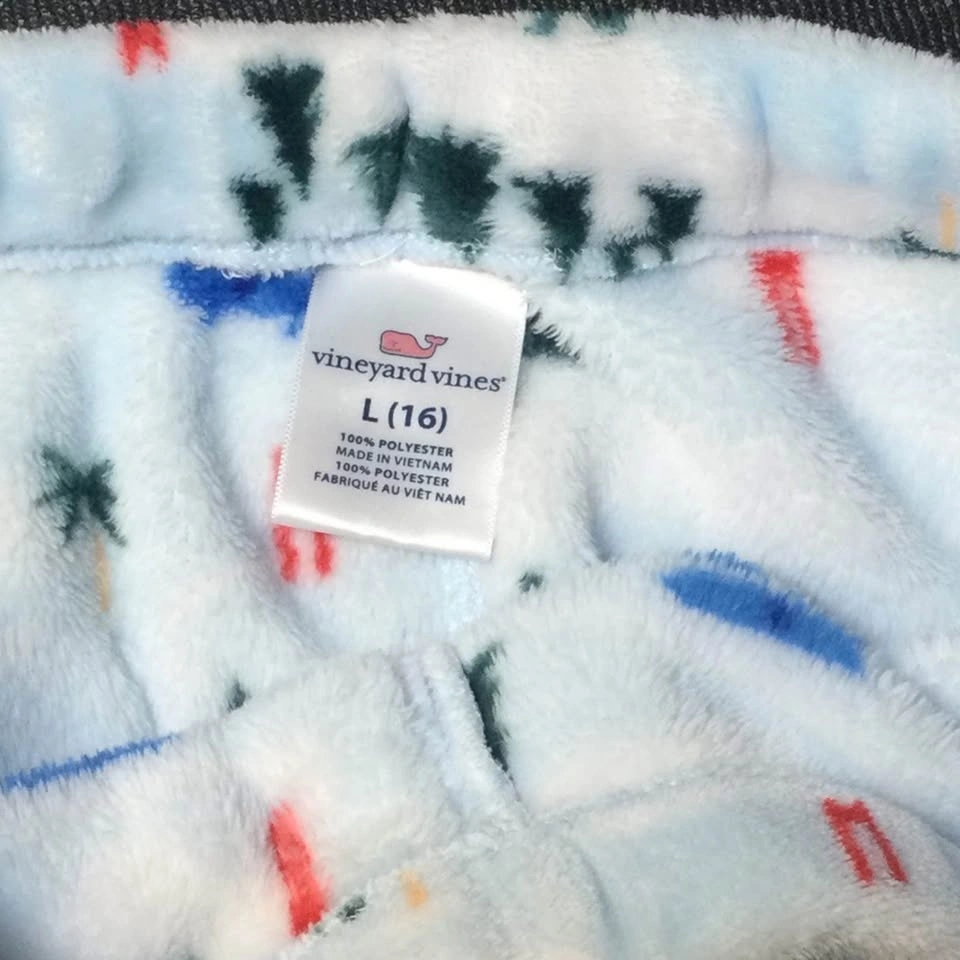 vineyard vines®
L (16)
100% POLYESTER
MADE IN VIETNAM
100% POLYESTER
FABRIQUÉ AU VIÊT NAM